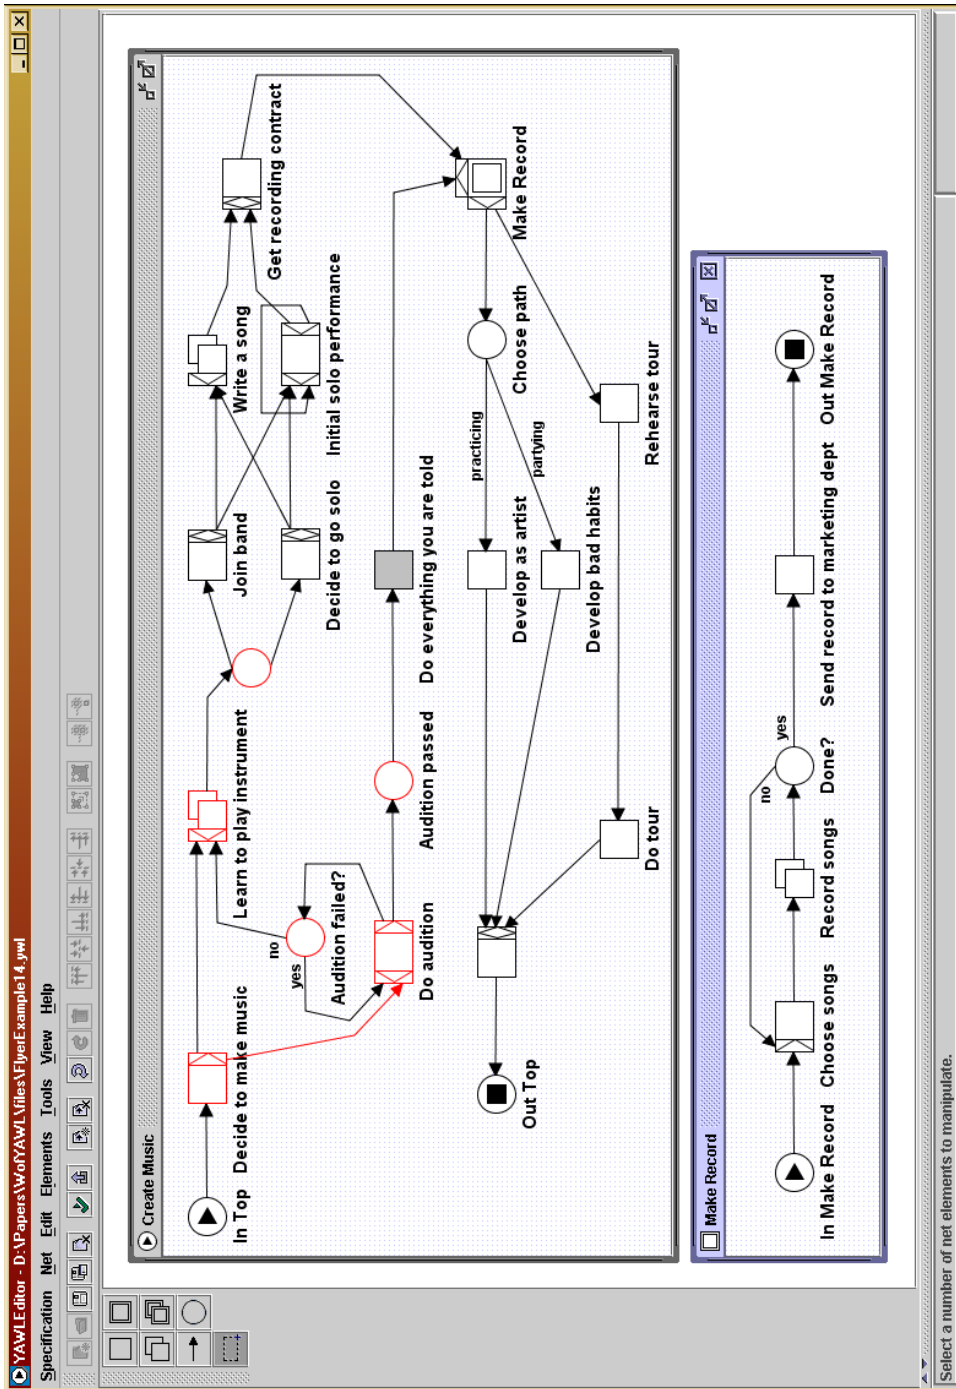 YAWLEditor - D:\Papers\WofYAWL\files\FlyerExample14.ywl
Specification Net Edit Elements Tools View Help
Create Music
In Top
Decide to make music
Learn to play instrument
Join band
Decide to go solo
Write a song
Initial solo performance
Get recording contract
no
yes
Audition failed?
Do audition
Audition passed
Do everything you are told
Make Record
Choose path
practicing
partying
Develop as artist
Develop bad habits
Rehearse tour
Do tour
Out Top
Make Record
In Make Record
Choose songs
Record songs
Done?
no
yes
Send record to marketing dept
Out Make Record
Select a number of net elements to manipulate.